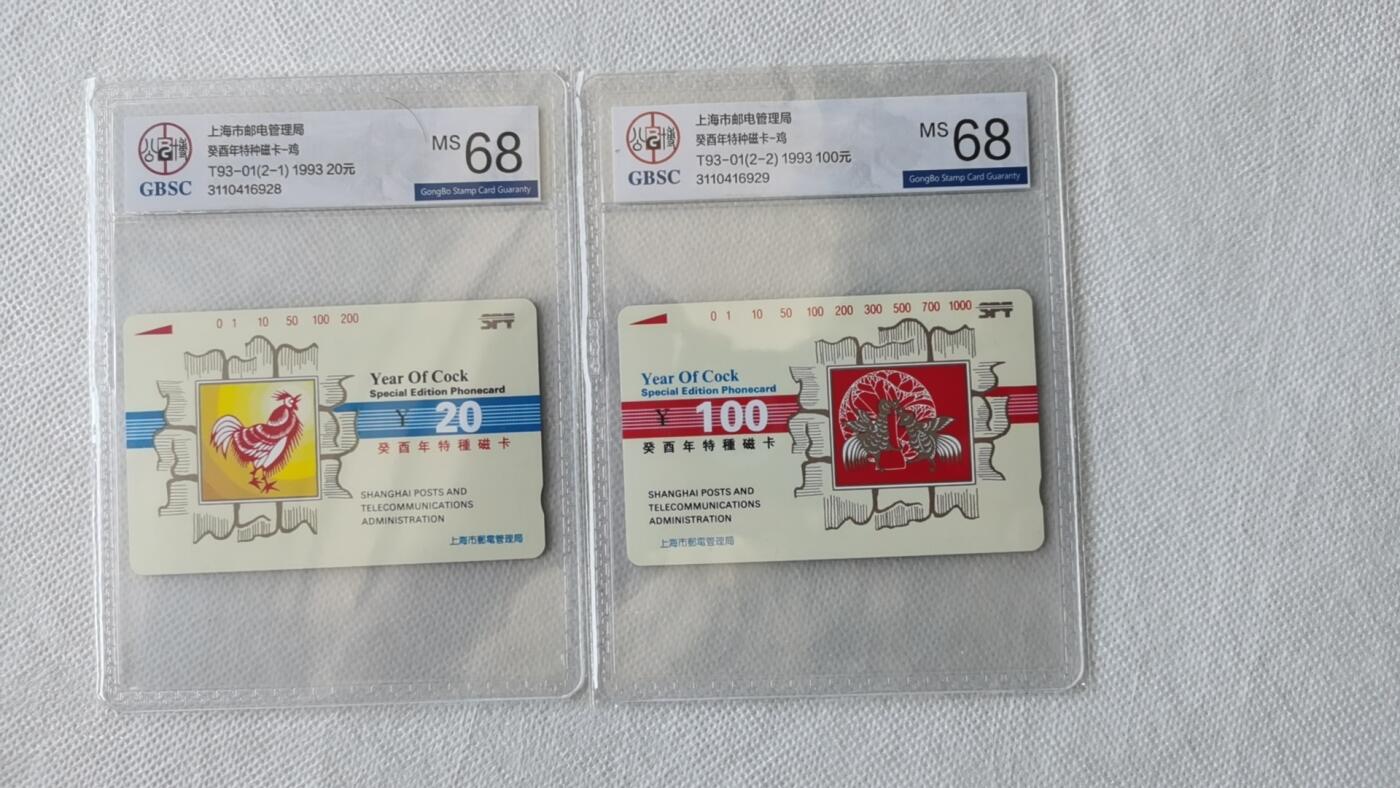 上海市邮电管理局
癸酉年特种磁卡-鸡
T93-01(2-1) 1993 20元
3110416928
MS 68
GBSC
GongBo Stamp Card Guaranty
0 1 10 50 100 200
SPT
Year Of Cock
Special Edition Phonecard
¥ 20
癸酉年特種磁卡
SHANGHAI POSTS AND
TELECOMMUNICATIONS
ADMINISTRATION
上海市郵電管理局
上海市邮电管理局
癸酉年特种磁卡-鸡
T93-01(2-2) 1993 100元
3110416929
MS 68
GBSC
GongBo Stamp Card Guaranty
0 1 10 50 100 200 300 500 700 1000
SPT
Year Of Cock
Special Edition Phonecard
¥ 100
癸酉年特種磁卡
SHANGHAI POSTS AND
TELECOMMUNICATIONS
ADMINISTRATION
上海市郵電管理局